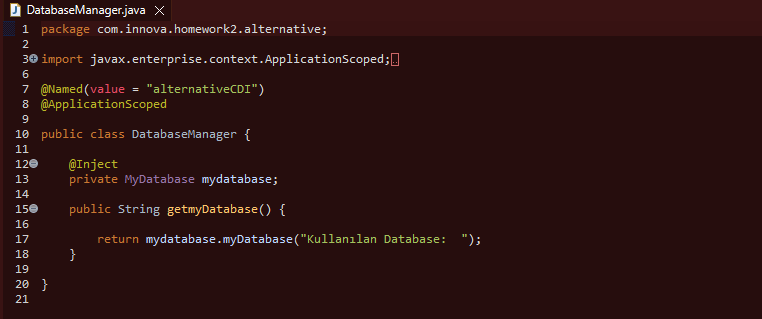 DatabaseManager.java
1 package com.innova.homework2.alternative;
2
3 import javax.enterprise.context.ApplicationScoped;
6
7 @Named(value = "alternativeCDI")
8 @ApplicationScoped
9
10 public class DatabaseManager {
11
12 @Inject
13 private MyDatabase mydatabase;
14
15 public String getmyDatabase() {
16
17 return mydatabase.myDatabase("Kullanılan Database:  ");
18 }
19
20 }
21